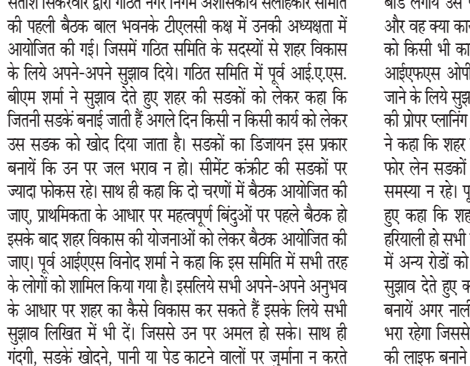 सतीश सिकरवार द्वारा गठित नगर निगम अशासकीय सलाहकार समिति
की पहली बैठक बाल भवनके टीएलसी कक्ष में उनकी अध्यक्षता में
आयोजित की गई। जिसमें गठित समिति के सदस्यों से शहर विकास
के लिये अपने-अपने सुझाव दिये। गठित समिति में पूर्व आई.ए.एस.
बीएम शर्मा ने सुझाव देते हुए शहर की सडकों को लेकर कहा कि
जितनी सडकें बनाई जाती हैं अगले दिन किसी न किसी कार्य को लेकर
उस सडक को खोद दिया जाता है। सडकों का डिजायन इस प्रकार
बनायें कि उन पर जल भराव न हो। सीमेंट कंक्रीट की सडकों पर
ज्यादा फोकस रहे। साथ ही कहा कि दो चरणों में बैठक आयोजित की
जाए, प्राथमिकता के आधार पर महत्वपूर्ण बिंदुओं पर पहले बैठक हो
इसके बाद शहर विकास की योजनाओं को लेकर बैठक आयोजित की
जाए। पूर्व आईएएस विनोद शर्मा ने कहा कि इस समिति में सभी तरह
के लोगों को शामिल किया गया है। इसलिये सभी अपने-अपने अनुभव
के आधार पर शहर का कैसे विकास कर सकते हैं इसके लिये सभी
सुझाव लिखित में भी दें। जिससे उन पर अमल हो सके। साथ ही
गंदगी, सडकें खोदने, पानी या पेड काटने वालों पर जुर्माना न करते
बोर्ड लगाये उस
और वह क्या का
को किसी भी का
आईएफएस ओपी
जाने के लिये सुझ
की प्रोपर प्लानिंग
ने कहा कि शहर
फोर लेन सडकों
समस्या न रहे। पू
हुए कहा कि शह
हरियाली हो सभी
में अन्य रोडों को
सुझाव देते हुए क
बनायें अगर नाल
भरा रहेगा जिससे
की लाइफ बनाने